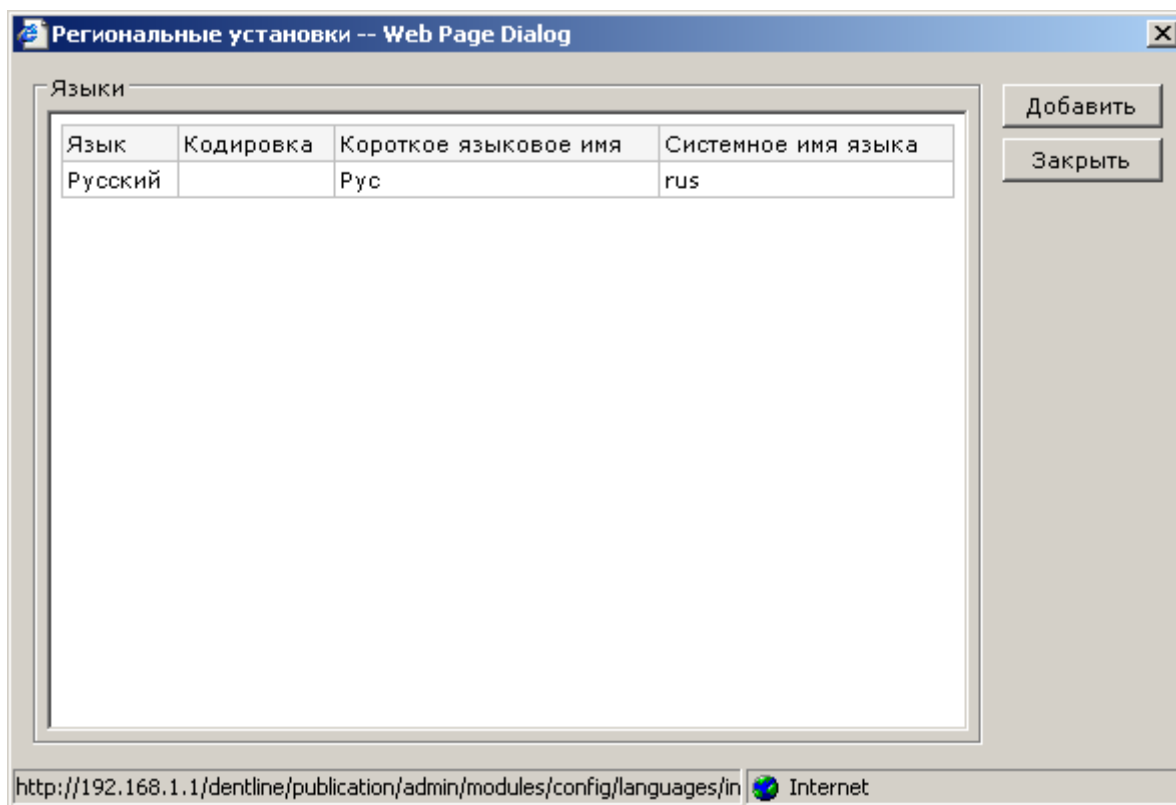 Региональные установки -- Web Page Dialog
Языки
Добавить
Закрыть
Язык Кодировка Короткое языковое имя Системное имя языка
Русский Рус rus
http://192.168.1.1/dentline/publication/admin/modules/config/languages/in Internet